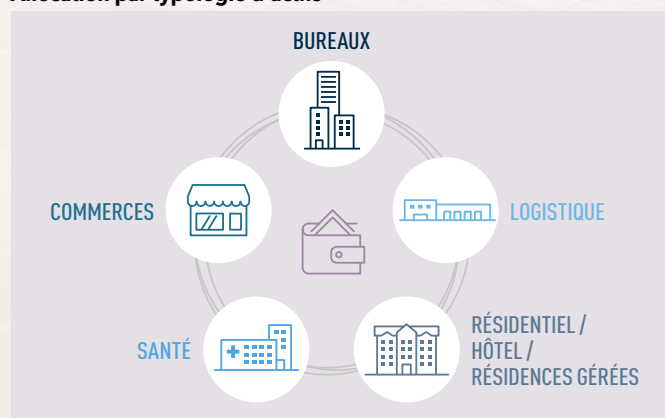 Allocation par typologie d'actifs
BUREAUX
COMMERCES
LOGISTIQUE
SANTÉ
RÉSIDENTIEL /
HÔTEL /
RÉSIDENCES GÉRÉES